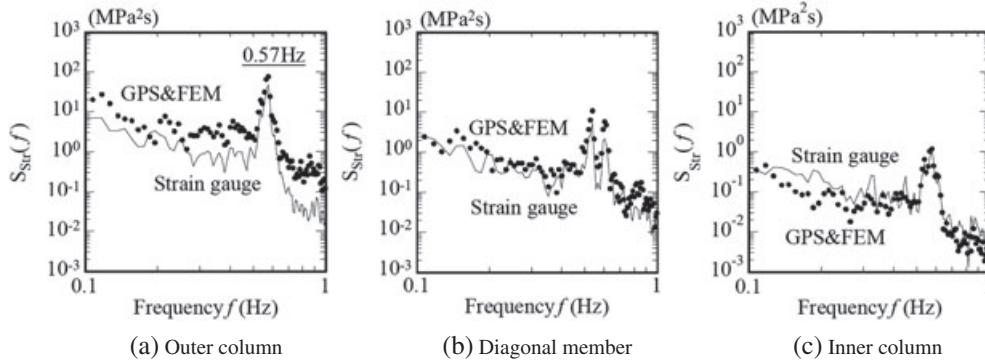 (MPa²s)
10³
10²
10¹
10⁰
10⁻¹
10⁻²
10⁻³
S_Str(f)
0.57Hz
GPS&FEM
Strain gauge
0.1
1
Frequency f (Hz)
(a) Outer column
(MPa²s)
10³
10²
10¹
10⁰
10⁻¹
10⁻²
10⁻³
S_Str(f)
GPS&FEM
Strain gauge
0.1
1
Frequency f (Hz)
(b) Diagonal member
(MPa²s)
10³
10²
10¹
10⁰
10⁻¹
10⁻²
10⁻³
S_Str(f)
Strain gauge
GPS&FEM
0.1
Frequency f (Hz)
(c) Inner column